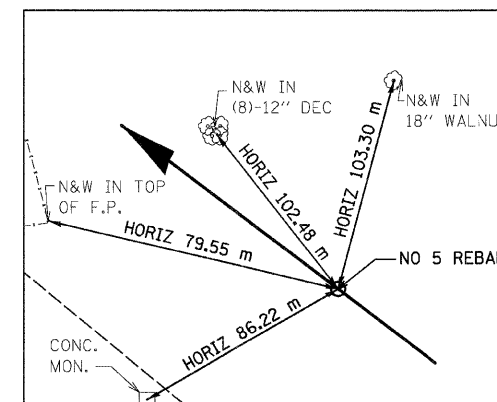 N&W IN
(8)-12" DEC
N&W IN
18" WALNU
HORIZ 103.30 m
HORIZ 102.48 m
N&W IN TOP
OF F.P.
HORIZ 79.55 m
NO 5 REBA
HORIZ 86.22 m
CONC.
MON.